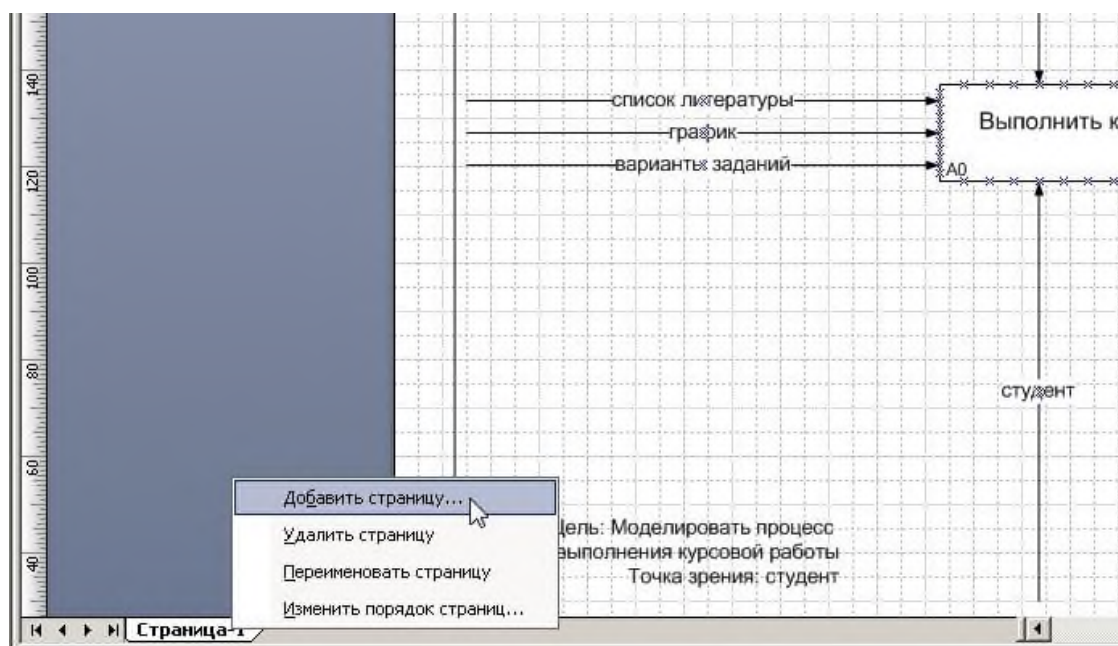 140
список литературы
график
варианты заданий
Выполнить к
A0
120
100
80
студент
60
Добавить страницу...
Удалить страницу
Переименовать страницу
Изменить порядок страниц...
Цель: Моделировать процесс
выполнения курсовой работы
Точка зрения: студент
40
Страница-1